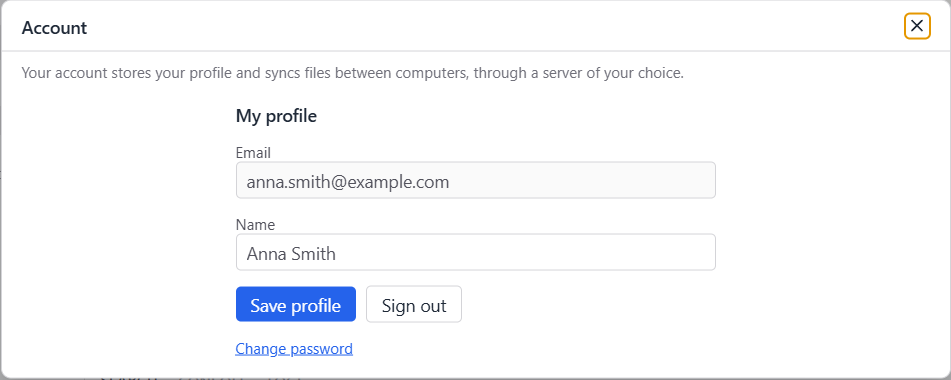 Account
Your account stores your profile and syncs files between computers, through a server of your choice.
My profile
Email
anna.smith@example.com
Name
Anna Smith
Save profile
Sign out
Change password